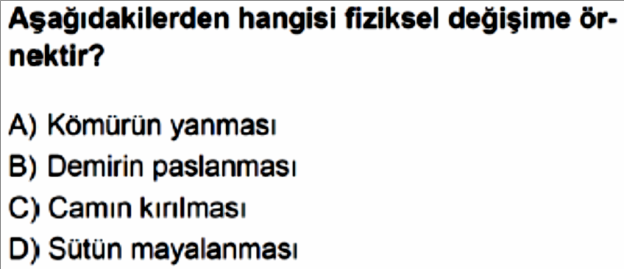 Aşağıdakilerden hangisi fiziksel değişime ör-
nektir?
A) Kömürün yanması
B) Demirin paslanması
C) Camın kırılması
D) Sütün mayalanması